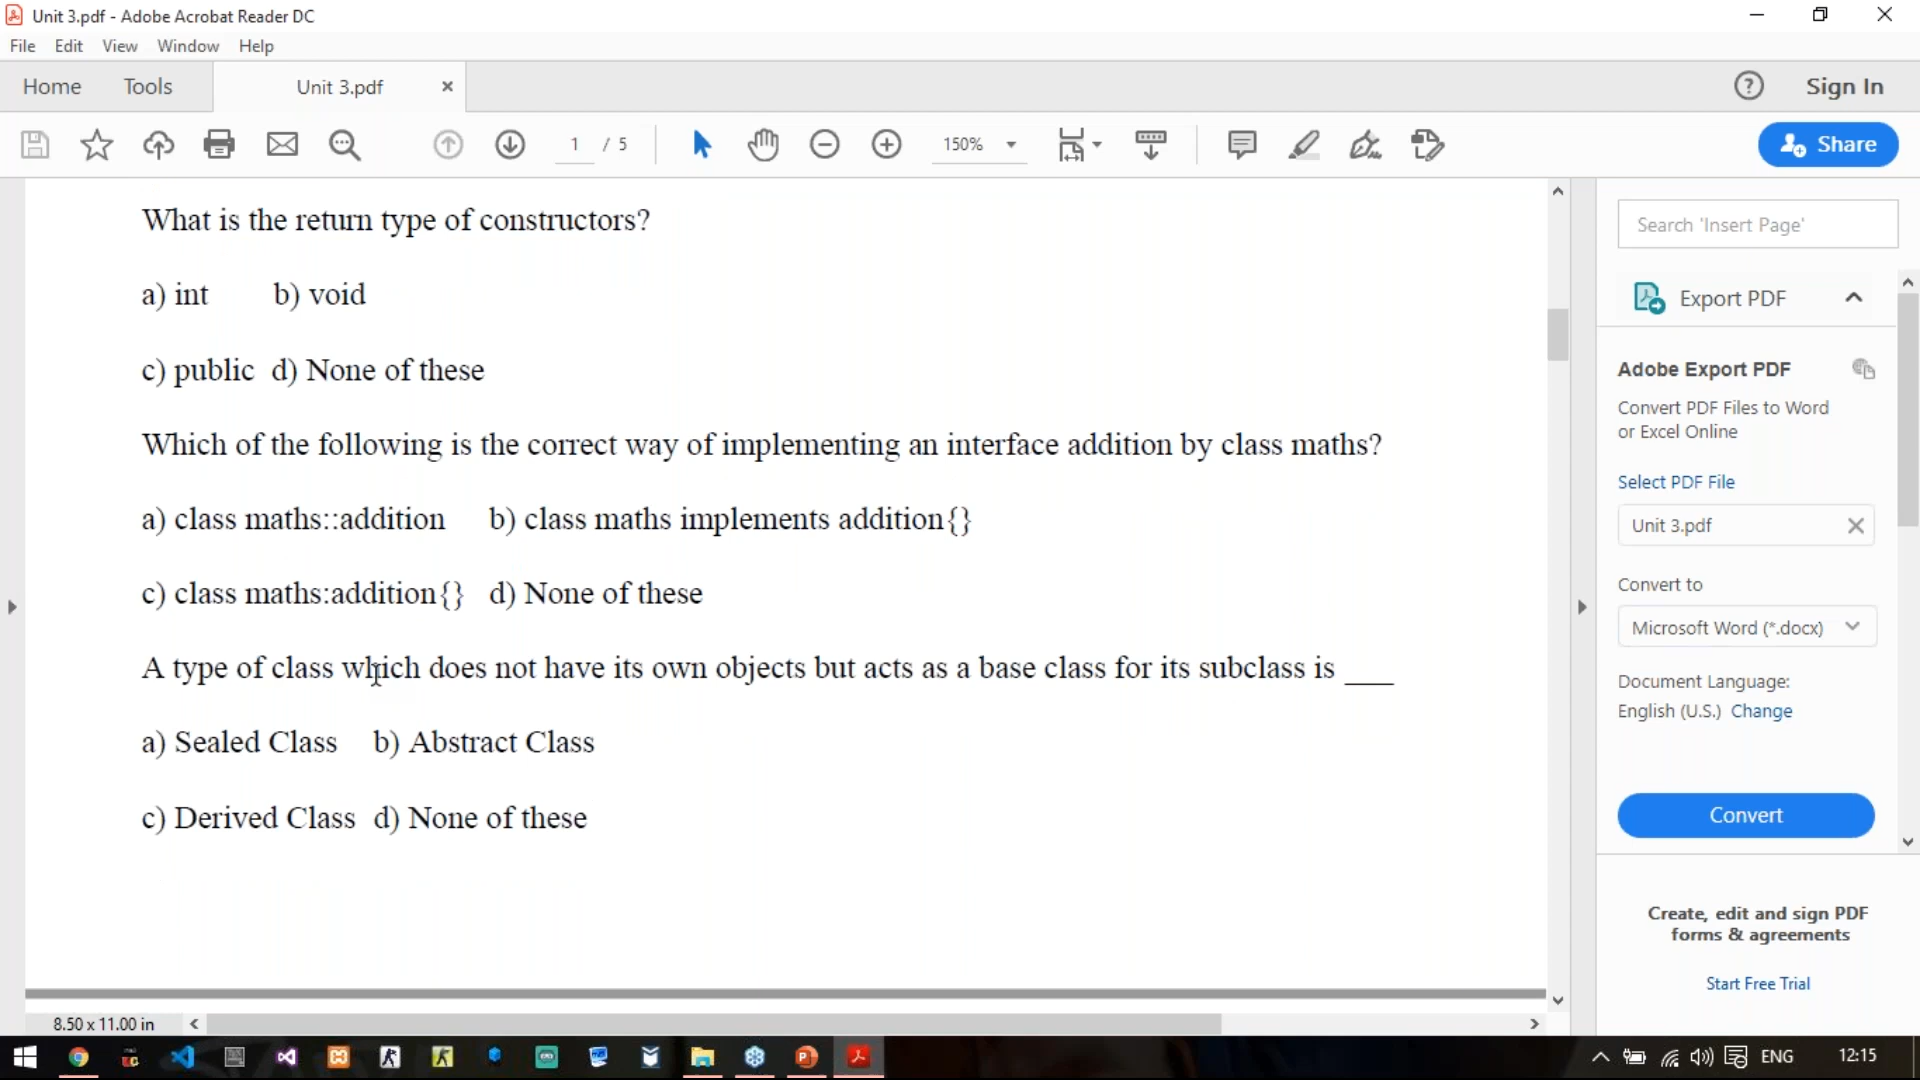 Unit 3.pdf - Adobe Acrobat Reader DC
File Edit View Window Help
Home Tools Unit 3.pdf
Sign In
1 / 5 150% Share
What is the return type of constructors?
a) int b) void
c) public d) None of these
Which of the following is the correct way of implementing an interface addition by class maths?
a) class maths::addition b) class maths implements addition{}
c) class maths:addition{} d) None of these
A type of class which does not have its own objects but acts as a base class for its subclass is ___
a) Sealed Class b) Abstract Class
c) Derived Class d) None of these
8.50 x 11.00 in
Search 'Insert Page'
Export PDF
Adobe Export PDF
Convert PDF Files to Word
or Excel Online
Select PDF File
Unit 3.pdf
Convert to
Microsoft Word (*.docx)
Document Language:
English (U.S.) Change
Convert
Create, edit and sign PDF
forms & agreements
Start Free Trial
ENG 12:15